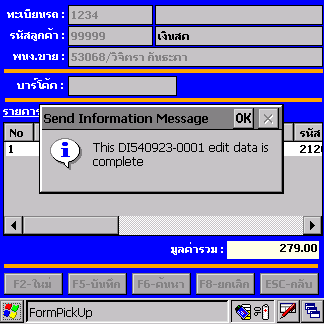 ทะเบียนรถ : 1234
รหัสลูกค้า : 99999 เงินสด
พนง.ขาย : 53068/วิจิตรา กันธะตา
บาร์โค้ด :
รายการ
Send Information Message OK
No รหัส
This DI540923-0001 edit data is
complete
1 2120
มูลค่ารวม : 279.00
F2-ใหม่ F5-บันทึก F6-ค้นหา F8-ยกเลิก ESC-กลับ
FormPickUp